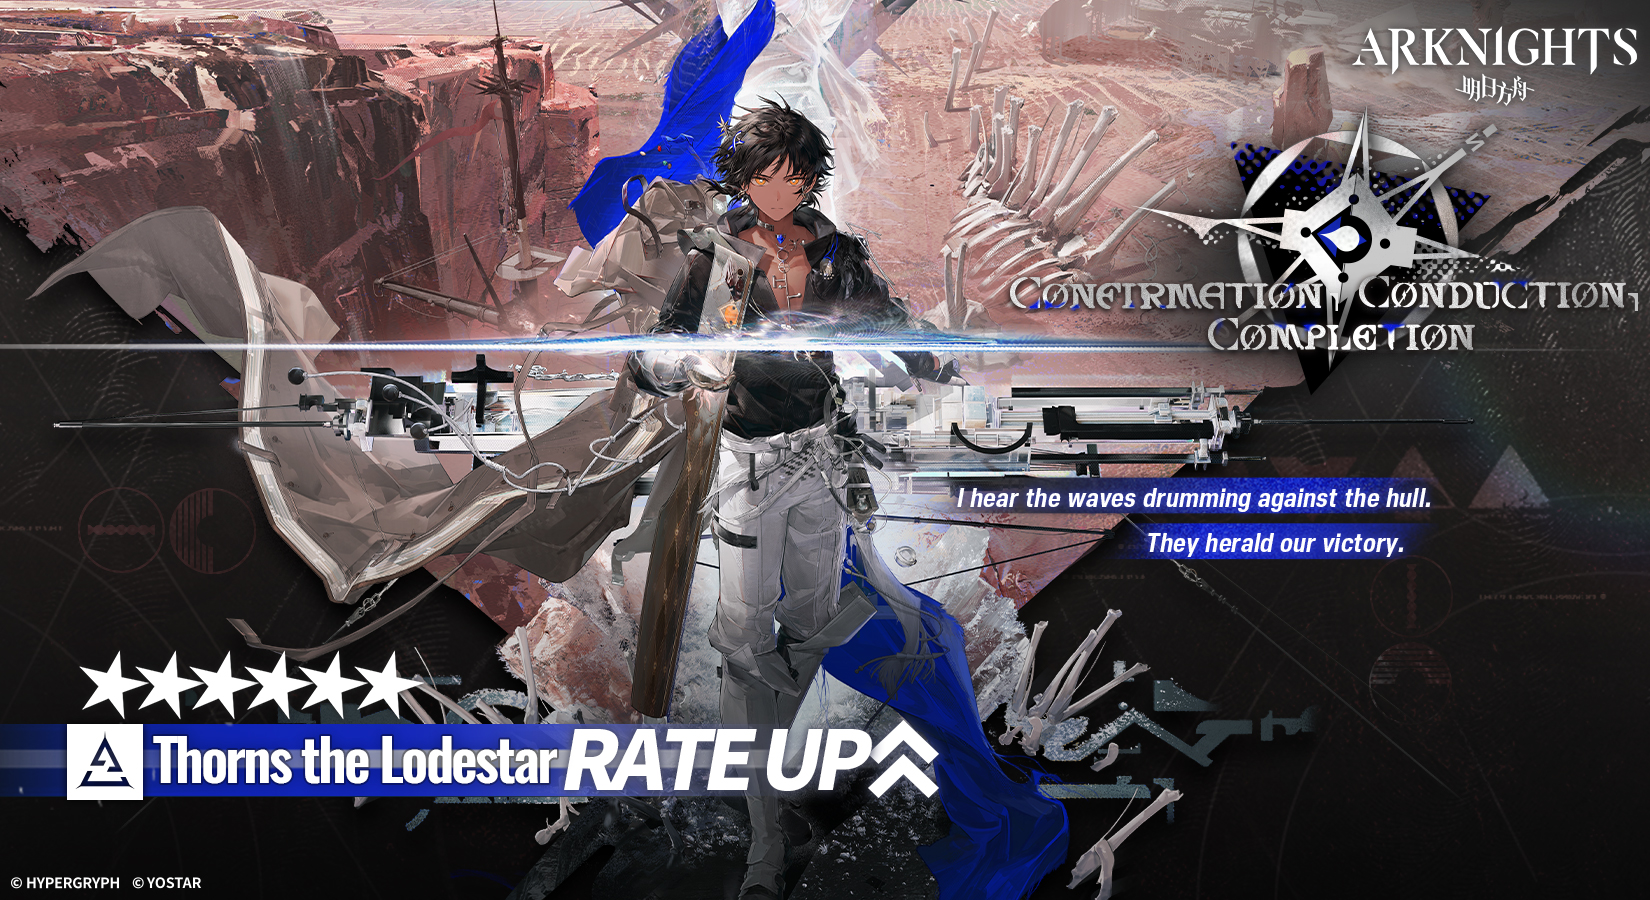 ARKNIGHTS
明日方舟
S
CONFIRMATION, CONDUCTION,
COMPLETION
I hear the waves drumming against the hull.
They herald our victory.
Thorns the Lodestar RATE UP
© HYPERGRYPH © YOSTAR